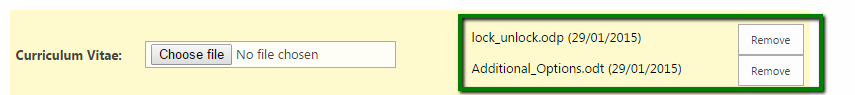 lock_unlock.odp (29/01/2015) Remove
Curriculum Vitae: Choose file No file chosen
Additional_Options.odt (29/01/2015) Remove